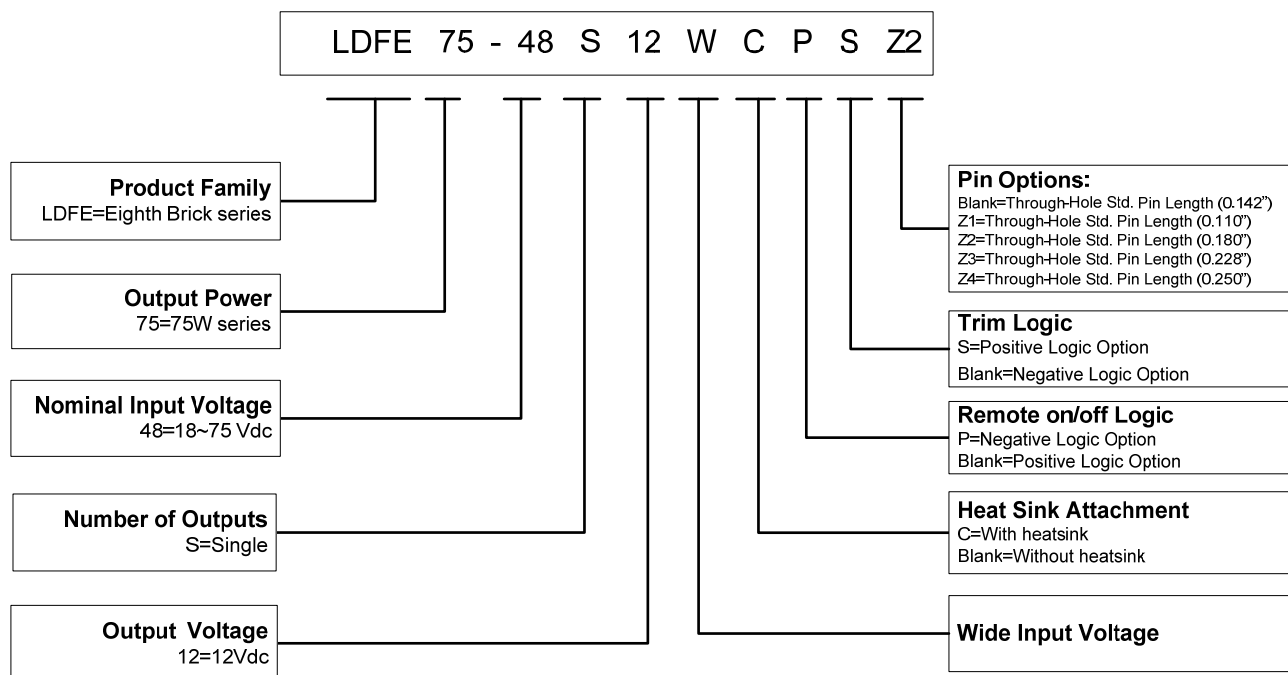 LDFE 75 - 48 S 12 W C P S Z2
Product Family
LDFE=Eighth Brick series
Output Power
75=75W series
Nominal Input Voltage
48=18~75 Vdc
Number of Outputs
S=Single
Output Voltage
12=12Vdc
Pin Options:
Blank=Through-Hole Std. Pin Length (0.142”)
Z1=Through-Hole Std. Pin Length (0.110”)
Z2=Through-Hole Std. Pin Length (0.180”)
Z3=Through-Hole Std. Pin Length (0.228”)
Z4=Through-Hole Std. Pin Length (0.250”)
Trim Logic
S=Positive Logic Option
Blank=Negative Logic Option
Remote on/off Logic
P=Negative Logic Option
Blank=Positive Logic Option
Heat Sink Attachment
C=With heatsink
Blank=Without heatsink
Wide Input Voltage